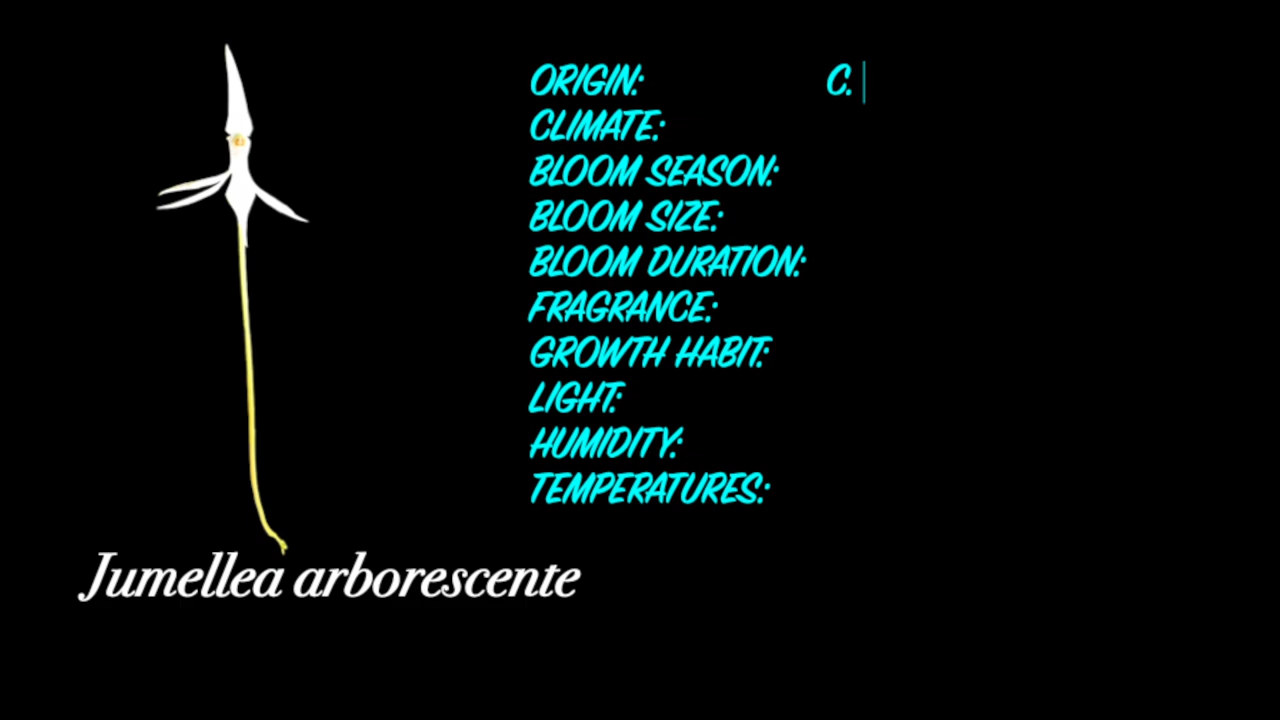 ORIGIN: C.
CLIMATE:
BLOOM SEASON:
BLOOM SIZE:
BLOOM DURATION:
FRAGRANCE:
GROWTH HABIT:
LIGHT:
HUMIDITY:
TEMPERATURES:
Jumellea arborescente